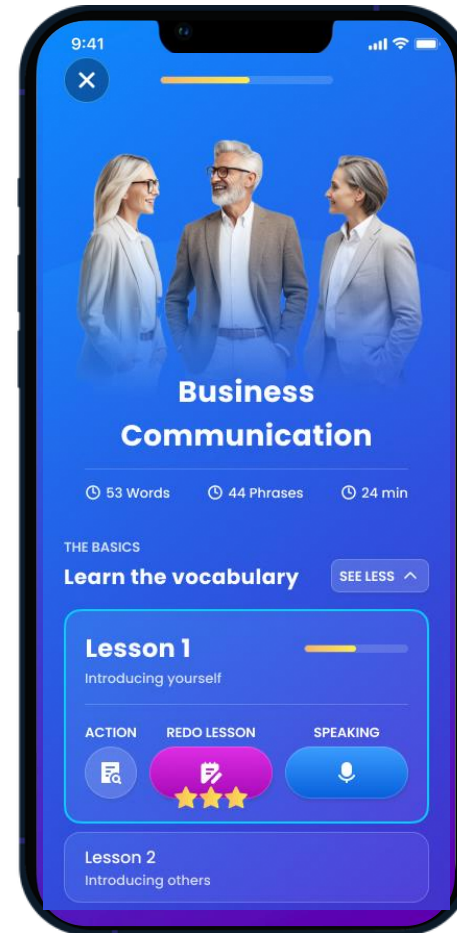 9:41
Business
Communication
53 Words 44 Phrases 24 min
THE BASICS
Learn the vocabulary SEE LESS
Lesson 1
Introducing yourself
ACTION REDO LESSON SPEAKING
Lesson 2
Introducing others